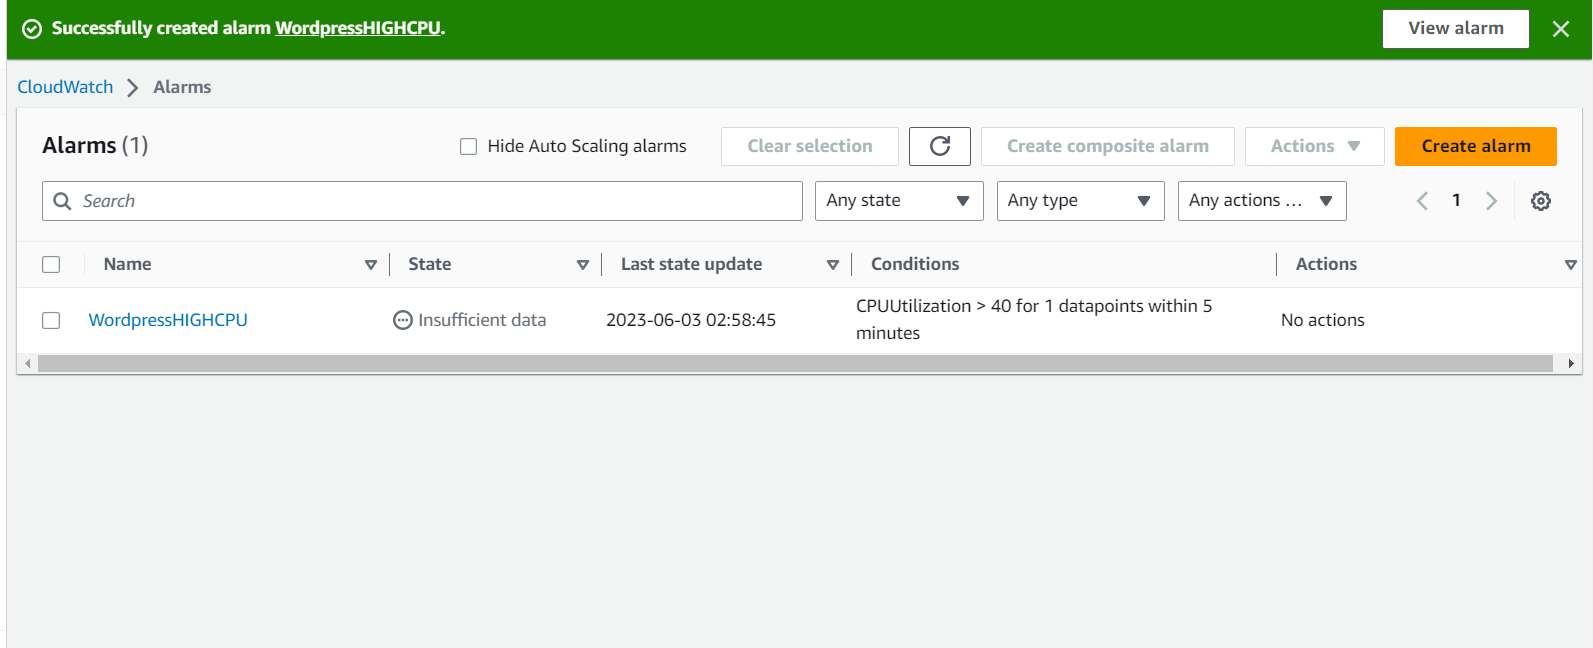 Successfully created alarm WordpressHIGHCPU.
View alarm
CloudWatch
Alarms
Alarms (1)
Hide Auto Scaling alarms
Clear selection
Create composite alarm
Actions
Create alarm
Search
Any state
Any type
Any actions ...
1
Name
State
Last state update
Conditions
Actions
WordpressHIGHCPU
Insufficient data
2023-06-03 02:58:45
CPUUtilization > 40 for 1 datapoints within 5
minutes
No actions